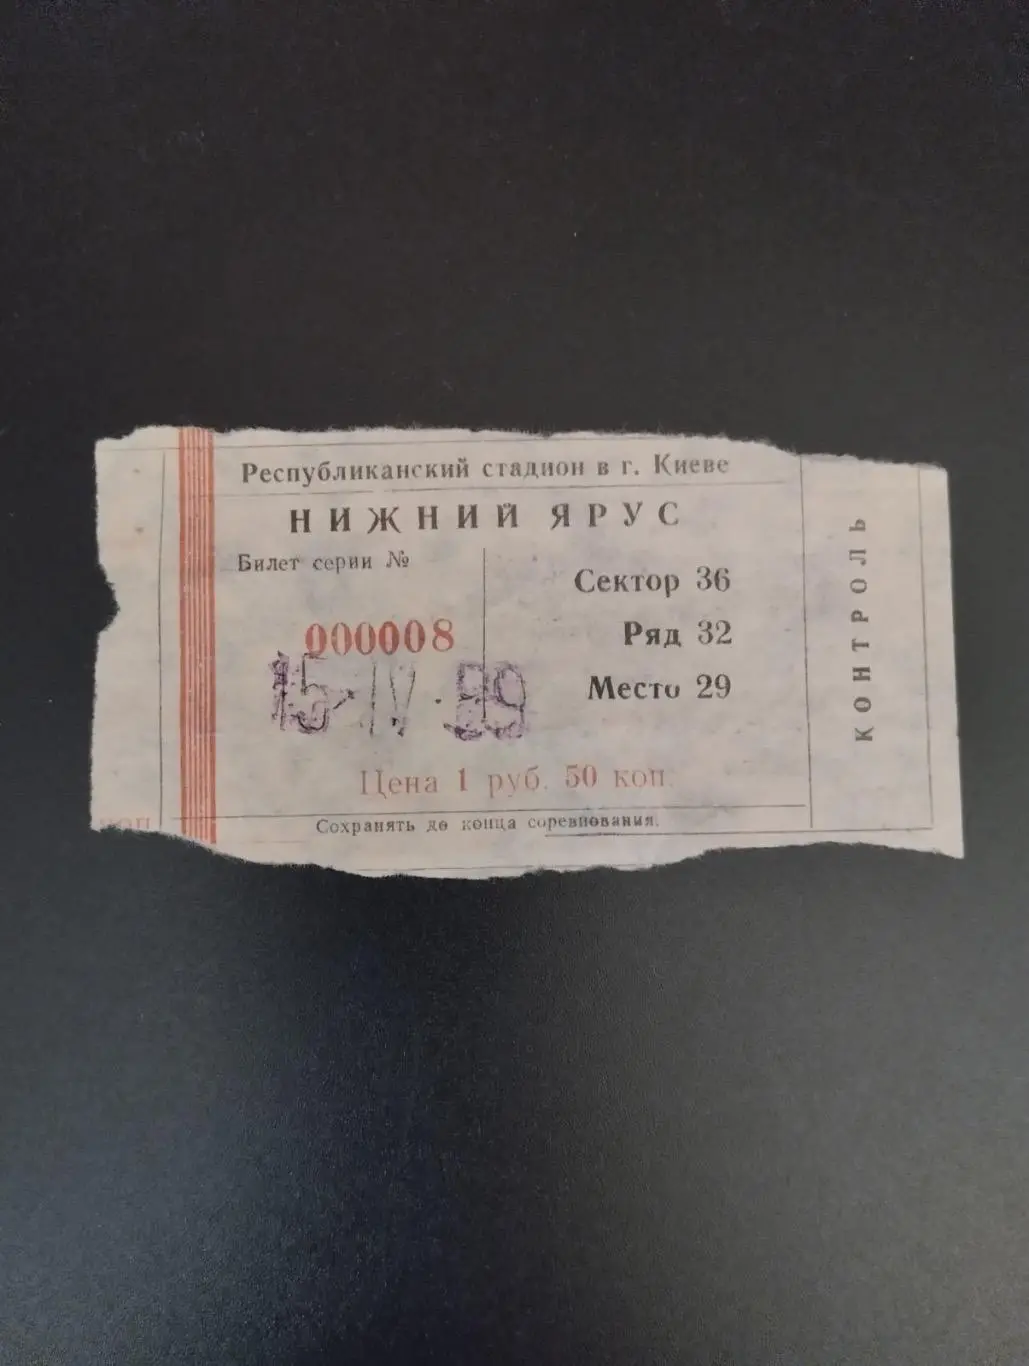 Республиканский стадион в г. Киеве
НИЖНИЙ ЯРУС
Билет серии №
000008
Сектор 36
Ряд 32
Место 29
15·IV·89
Цена 1 руб. 50 коп.
Сохранять до конца соревнования.
КОНТРОЛЬ
коп